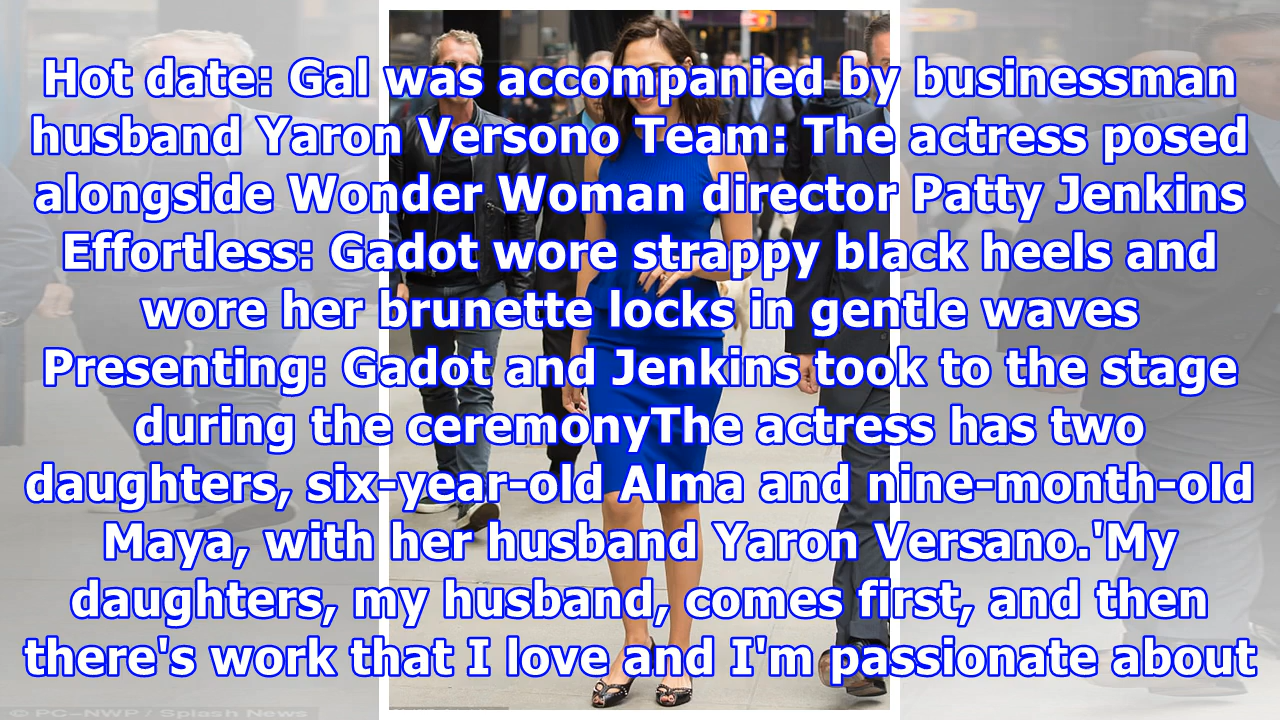 Hot date: Gal was accompanied by businessman
husband Yaron Versono Team: The actress posed
alongside Wonder Woman director Patty Jenkins
Effortless: Gadot wore strappy black heels and
wore her brunette locks in gentle waves
Presenting: Gadot and Jenkins took to the stage
during the ceremonyThe actress has two
daughters, six-year-old Alma and nine-month-old
Maya, with her husband Yaron Versano.'My
daughters, my husband, comes first, and then
there's work that I love and I'm passionate about
© PC-NWP / Splash News